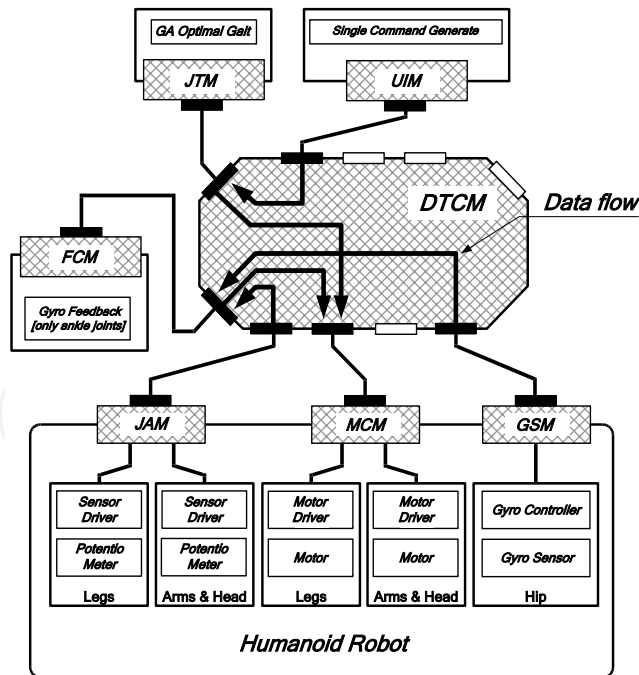 GA Optimal Gait
Single Command Generate
JTM
UIM
DTCM
Data flow
FCM
Gyro Feedback
[only ankle joints]
JAM
MCM
GSM
Sensor
Driver
Potentio
Meter
Legs
Sensor
Driver
Potentio
Meter
Arms & Head
Motor
Driver
Motor
Legs
Motor
Driver
Motor
Arms & Head
Gyro Controller
Gyro Sensor
Hip
Humanoid Robot